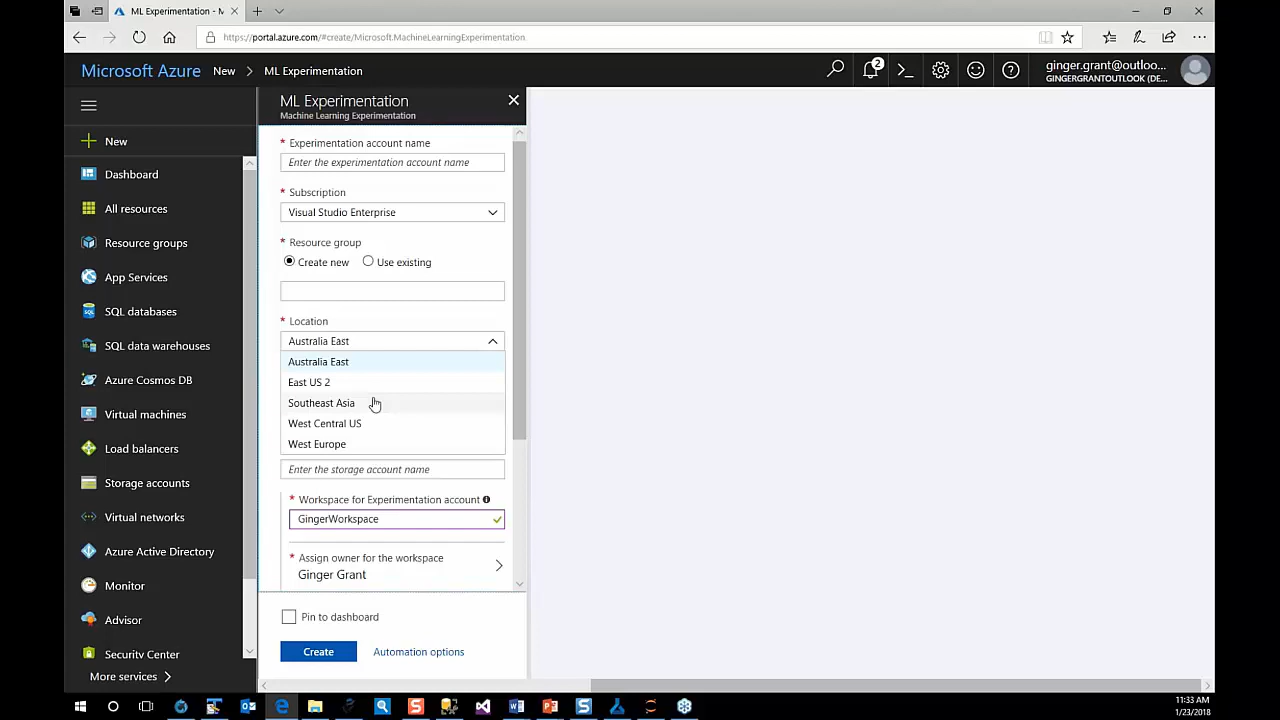 ML Experimentation - M
https://portal.azure.com/#create/Microsoft.MachineLearningExperimentation
Microsoft Azure New ML Experimentation
2
ginger.grant@outloo...
GINGERGRANTOUTLOOK (DE...
New
Dashboard
All resources
Resource groups
App Services
SQL databases
SQL data warehouses
Azure Cosmos DB
Virtual machines
Load balancers
Storage accounts
Virtual networks
Azure Active Directory
Monitor
Advisor
Security Center
More services
ML Experimentation
Machine Learning Experimentation
* Experimentation account name
Enter the experimentation account name
* Subscription
Visual Studio Enterprise
* Resource group
Create new Use existing
* Location
Australia East
Australia East
East US 2
Southeast Asia
West Central US
West Europe
Enter the storage account name
* Workspace for Experimentation account
GingerWorkspace
* Assign owner for the workspace
Ginger Grant
Pin to dashboard
Create Automation options
11:33 AM
1/23/2018